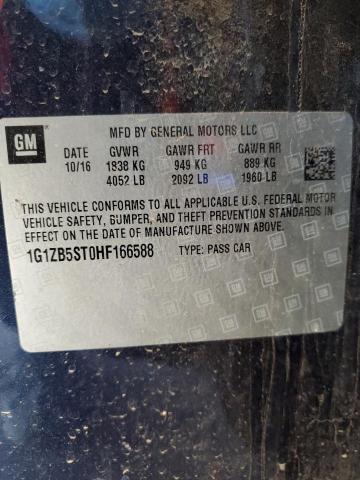 GM
MFD BY GENERAL MOTORS LLC
DATE GVWR GAWR FRT GAWR RR
10/16 1838 KG 949 KG 889 KG
4052 LB 2092 LB 1960 LB
THIS VEHICLE CONFORMS TO ALL APPLICABLE U.S. FEDERAL MOTOR
VEHICLE SAFETY, BUMPER, AND THEFT PREVENTION STANDARDS IN
EFFECT ON THE DATE OF MANUFACTURE SHOWN ABOVE.
1G1ZB5ST0HF166588 TYPE: PASS CAR